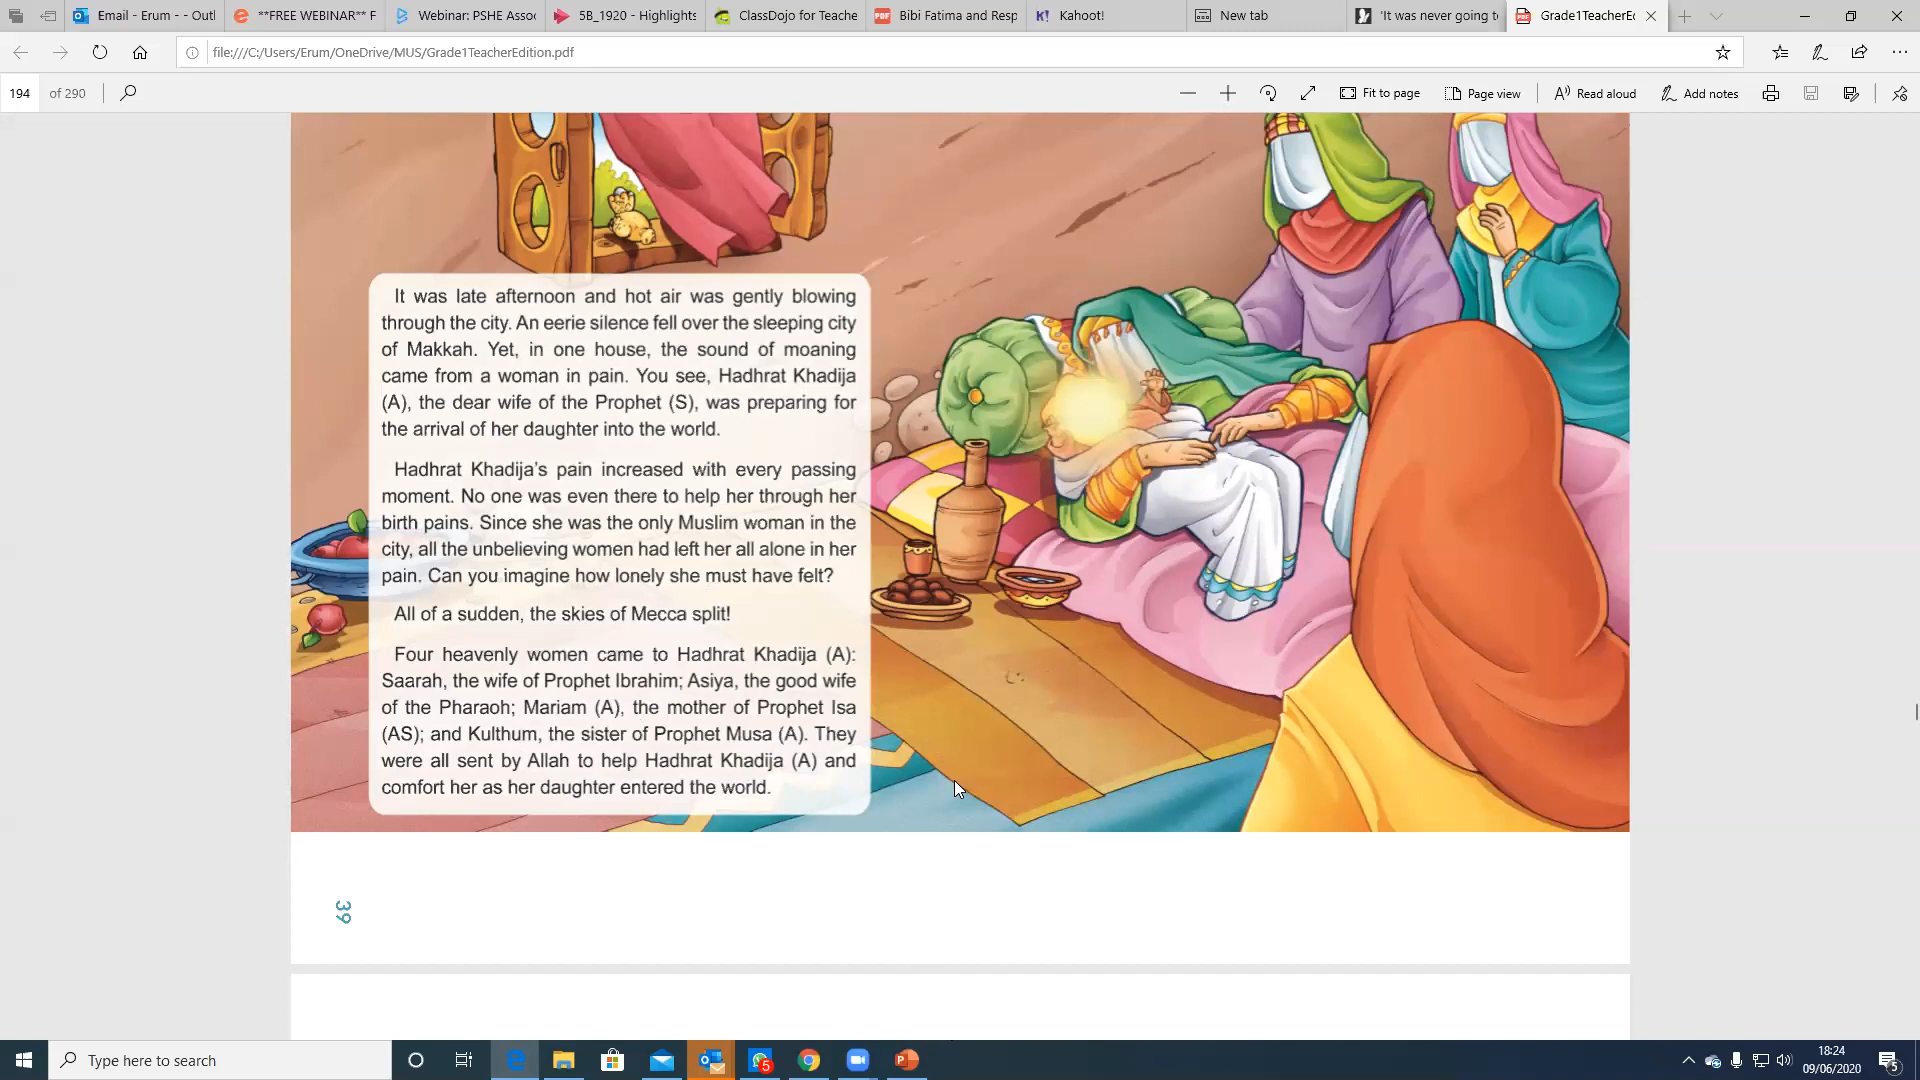 Email - Erum - - Outl
**FREE WEBINAR** F
Webinar: PSHE Assoc
5B_1920 - Highlights
ClassDojo for Teache
Bibi Fatima and Resp
Kahoot!
New tab
'It was never going to
Grade1TeacherEd
file:///C:/Users/Erum/OneDrive/MUS/Grade1TeacherEdition.pdf
194 of 290
Fit to page
Page view
Read aloud
Add notes
It was late afternoon and hot air was gently blowing
through the city. An eerie silence fell over the sleeping city
of Makkah. Yet, in one house, the sound of moaning
came from a woman in pain. You see, Hadhrat Khadija
(A), the dear wife of the Prophet (S), was preparing for
the arrival of her daughter into the world.
Hadhrat Khadija's pain increased with every passing
moment. No one was even there to help her through her
birth pains. Since she was the only Muslim woman in the
city, all the unbelieving women had left her all alone in her
pain. Can you imagine how lonely she must have felt?
All of a sudden, the skies of Mecca split!
Four heavenly women came to Hadhrat Khadija (A):
Saarah, the wife of Prophet Ibrahim; Asiya, the good wife
of the Pharaoh; Mariam (A), the mother of Prophet Isa
(AS); and Kulthum, the sister of Prophet Musa (A). They
were all sent by Allah to help Hadhrat Khadija (A) and
comfort her as her daughter entered the world.
39
Type here to search
5
18:24
09/06/2020
5